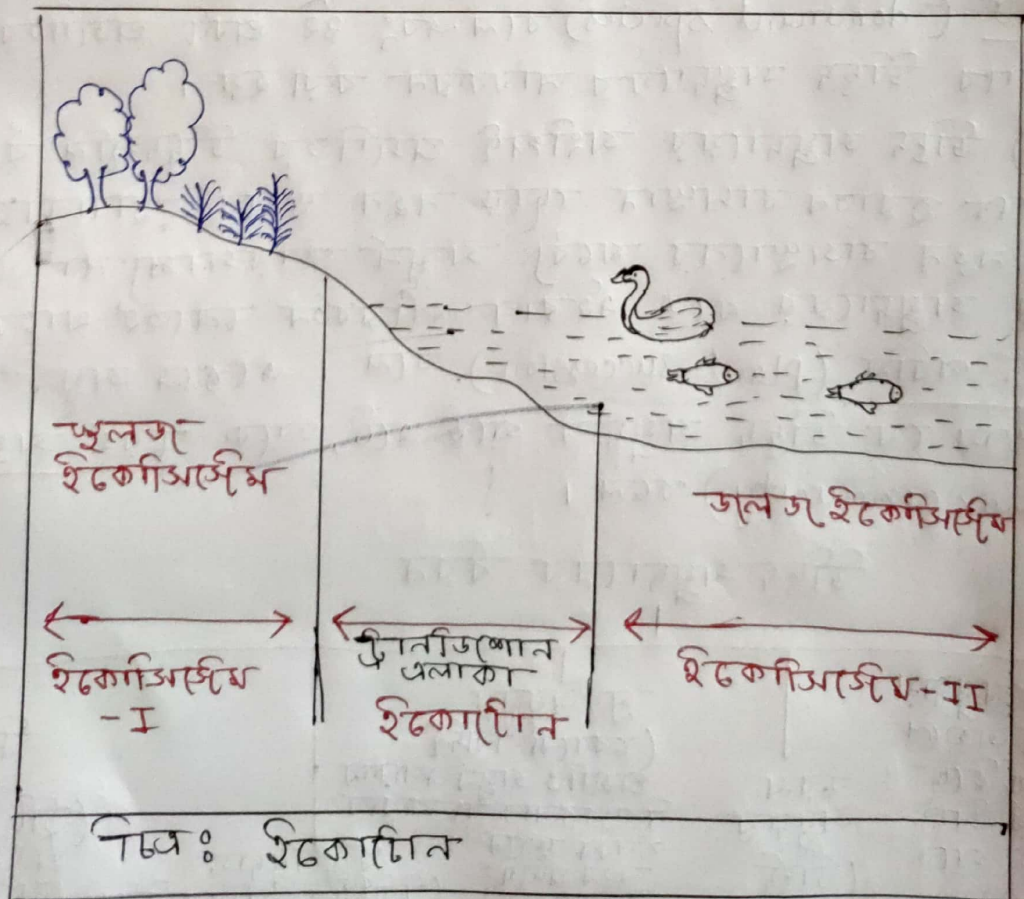 স্থলজ
ইকোসিস্টেম
জলজ ইকোসিস্টেম
ইকোসিস্টেম
-I
ট্রানজিশান
এলাকা
ইকোটোন
ইকোসিস্টেম-II
চিত্র: ইকোটোন